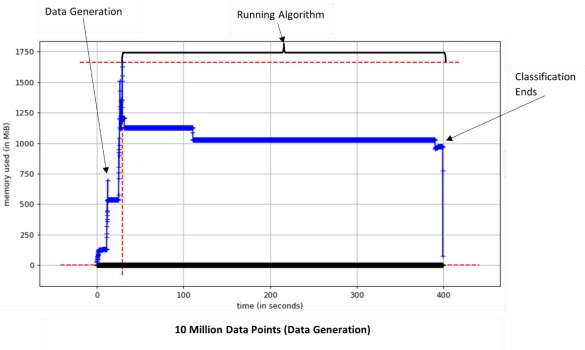 Data Generation
Running Algorithm
Classification
Ends
memory used (in MiB)
1750
1500
1250
1000
750
500
250
0
0 100 200 300 400
time (in seconds)
10 Million Data Points (Data Generation)